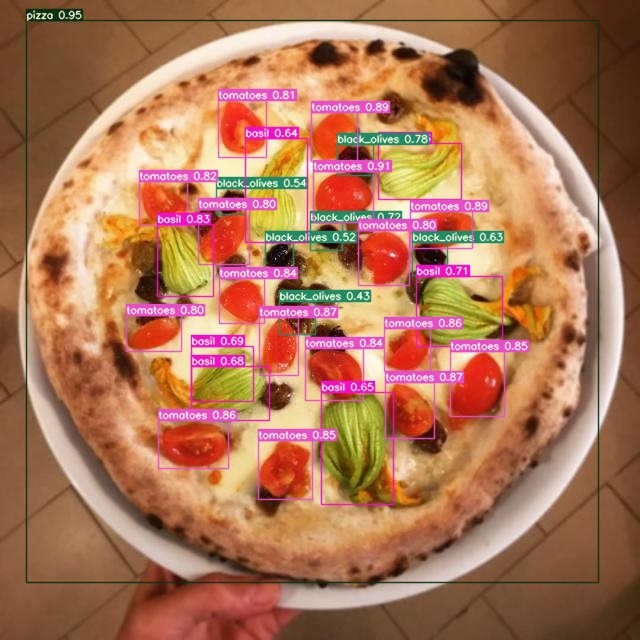 pizza 0.95
tomatoes 0.81
tomatoes 0.89
basil 0.64
black_olives 0.78
tomatoes 0.91
tomatoes 0.82
black_olives 0.54
tomatoes 0.80
tomatoes 0.89
basil 0.83
black_olives 0.72
tomatoes 0.80
black_olives 0.52
black_olives 0.63
tomatoes 0.84
basil 0.71
black_olives 0.43
tomatoes 0.80
tomatoes 0.87
tomatoes 0.86
basil 0.69
tomatoes 0.84
tomatoes 0.85
basil 0.68
tomatoes 0.87
basil 0.65
tomatoes 0.86
tomatoes 0.85